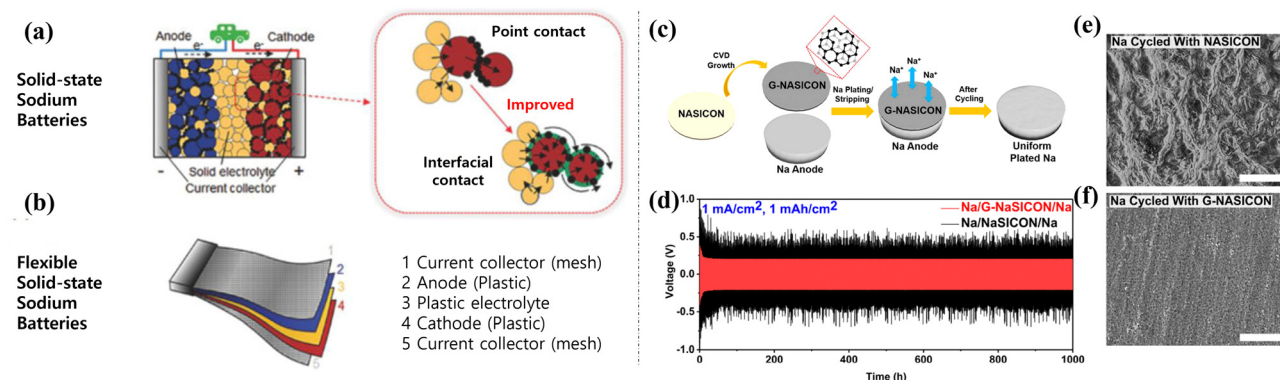 (a)
Solid-state
Sodium
Batteries
Anode
e-
Cathode
e-
-
Solid electrolyte
+
Current collector
Point contact
Improved
Interfacial
contact
(b)
Flexible
Solid-state
Sodium
Batteries
1
2
3
4
5
1 Current collector (mesh)
2 Anode (Plastic)
3 Plastic electrolyte
4 Cathode (Plastic)
5 Current collector (mesh)
(c)
CVD
Growth
NASICON
G-NASICON
Na Anode
Na Plating/
Stripping
Na⁺
Na⁺
Na⁺
G-NASICON
Na Anode
After
Cycling
Uniform
Plated Na
(d)
1 mA/cm², 1 mAh/cm²
Na/G-NaSICON/Na
Na/NaSICON/Na
Voltage (V)
1.0
0.5
0.0
-0.5
-1.0
0
200
400
600
800
1000
Time (h)
(e)
Na Cycled With NASICON
(f)
Na Cycled With G-NASICON